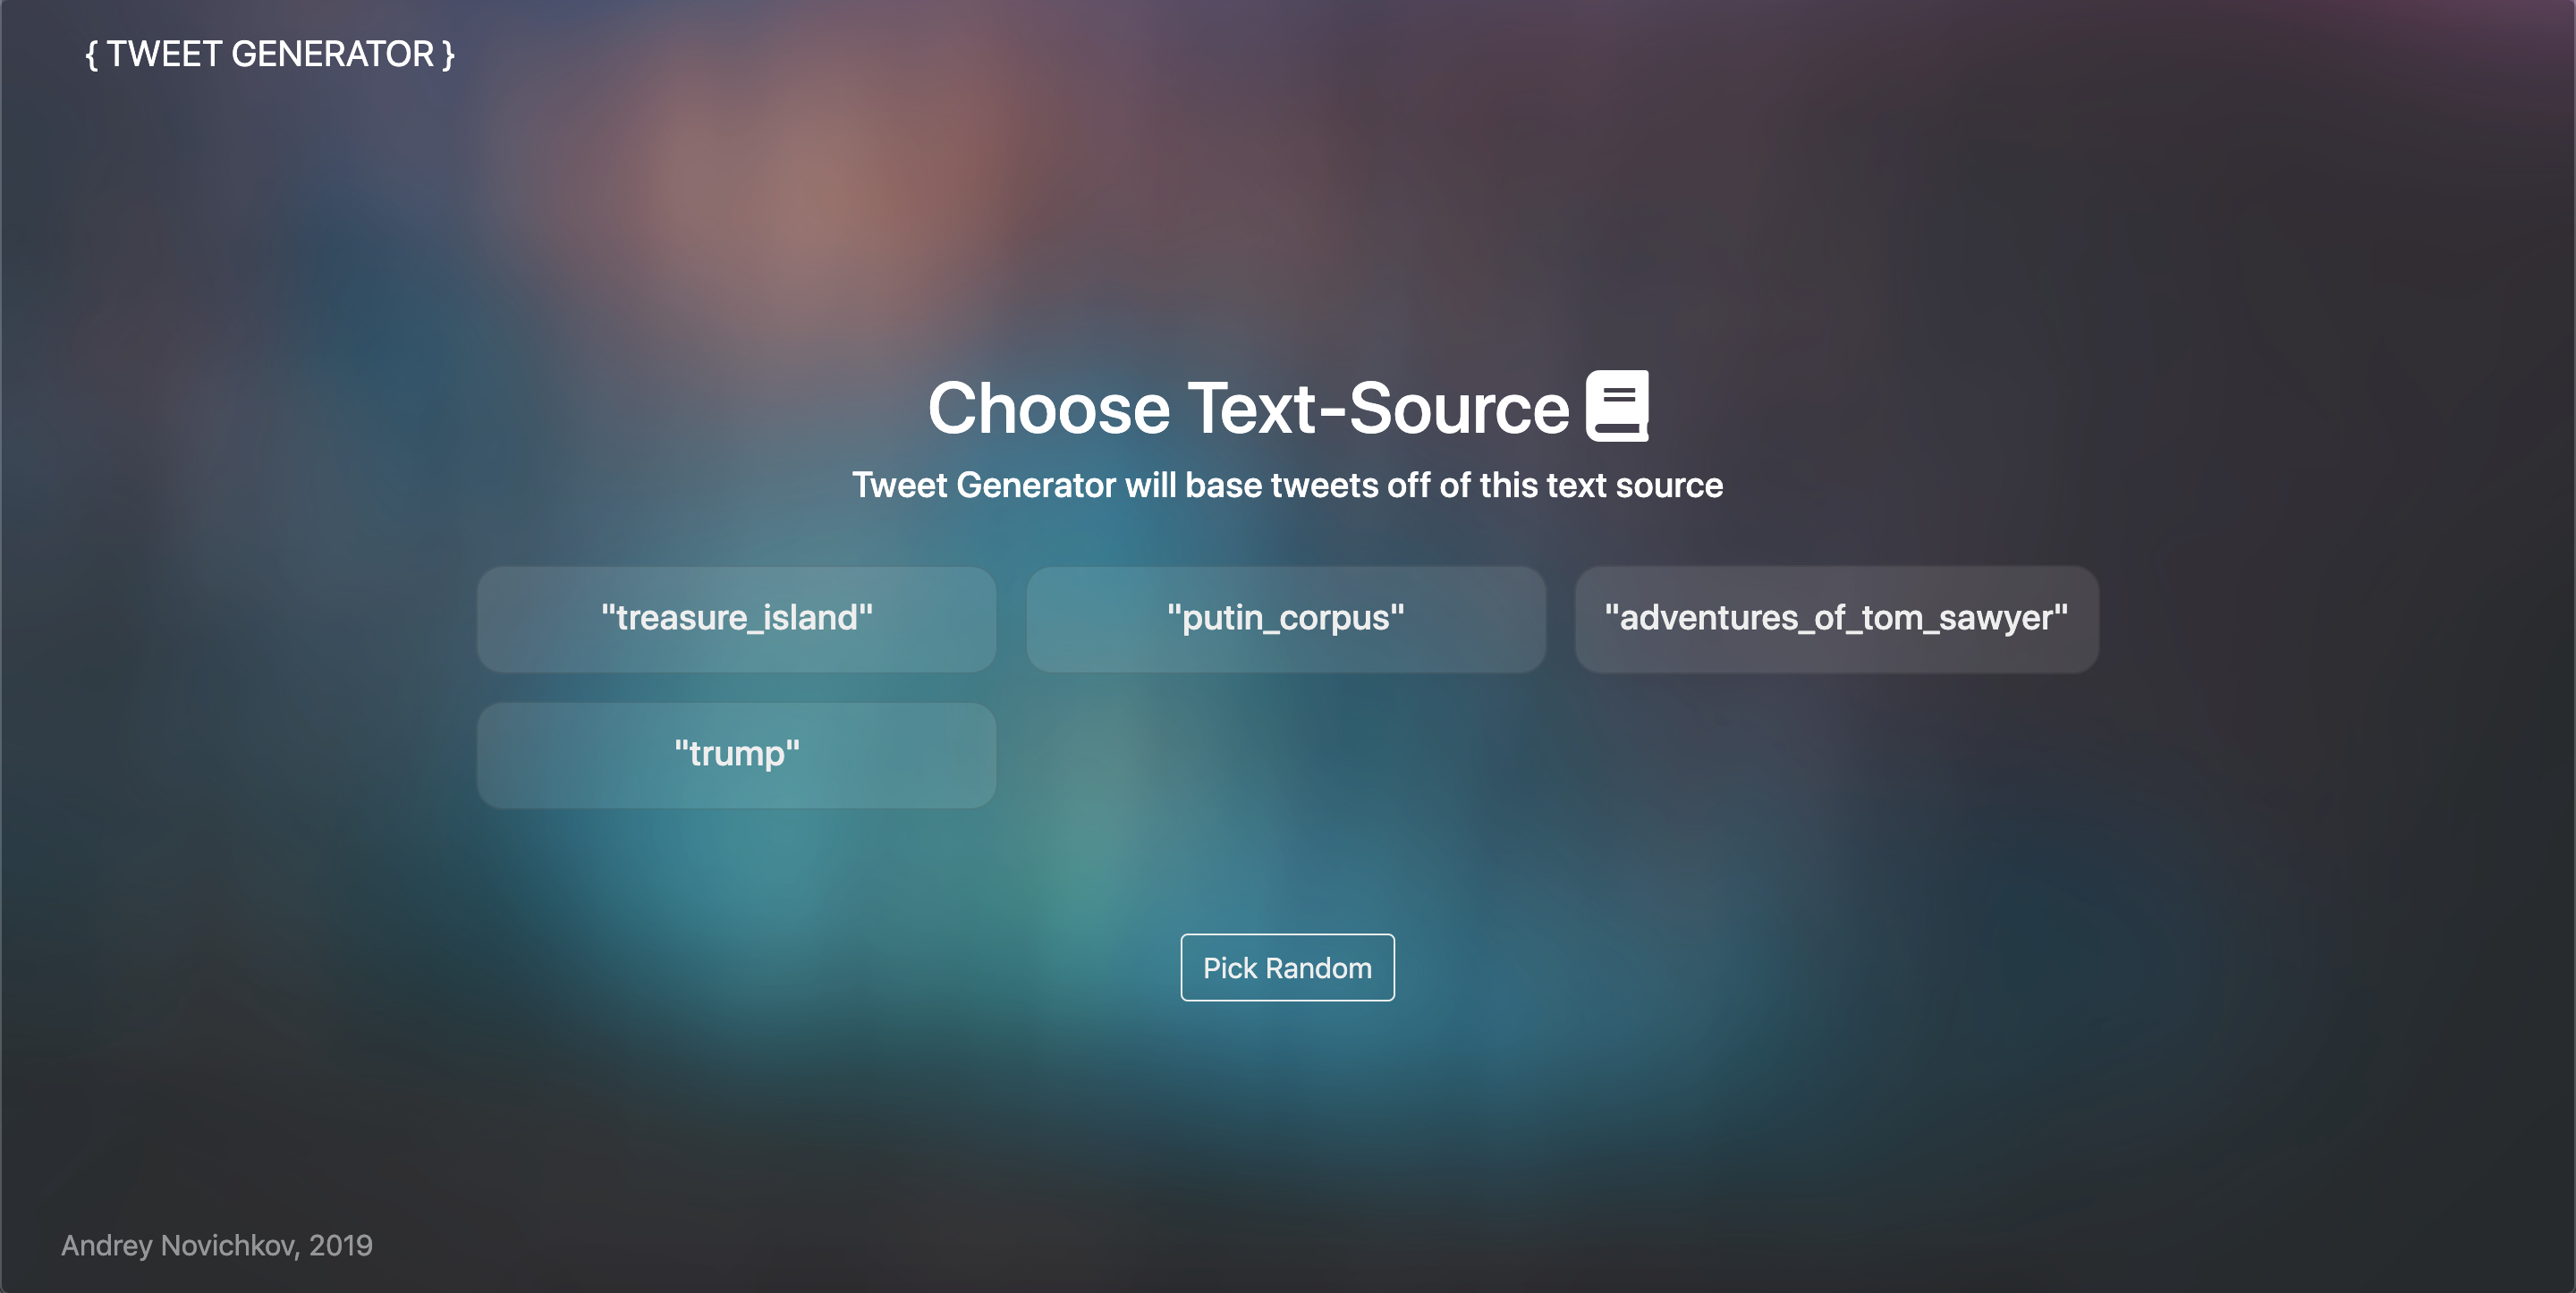 { TWEET GENERATOR }
Choose Text-Source
Tweet Generator will base tweets off of this text source
"treasure_island"
"putin_corpus"
"adventures_of_tom_sawyer"
"trump"
Pick Random
Andrey Novichkov, 2019